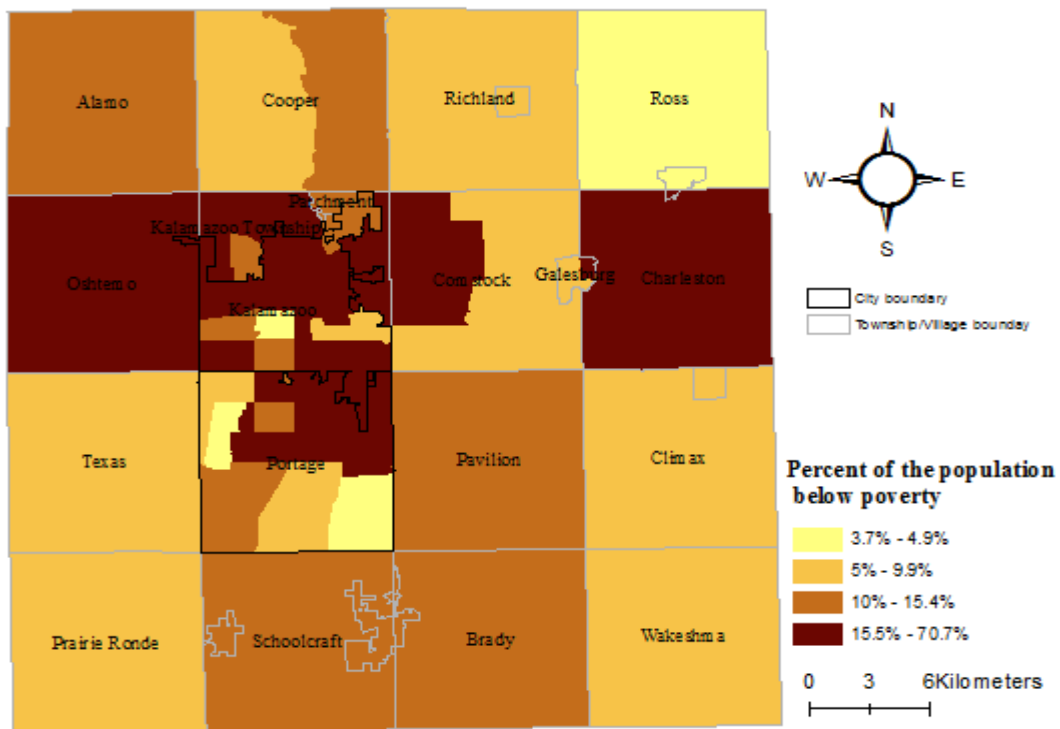 Alamo
Cooper
Richland
Ross
N
W
E
S
Parchment
Kalamazoo Township
Oshtemo
Comstock
Galesburg
Charleston
Kalamazoo
City boundary
Township/Village bounday
Texas
Portage
Pavilion
Climax
Percent of the population
below poverty
3.7% - 4.9%
5% - 9.9%
10% - 15.4%
15.5% - 70.7%
Prairie Ronde
Schoolcraft
Brady
Wakeshma
0 3 6Kilometers